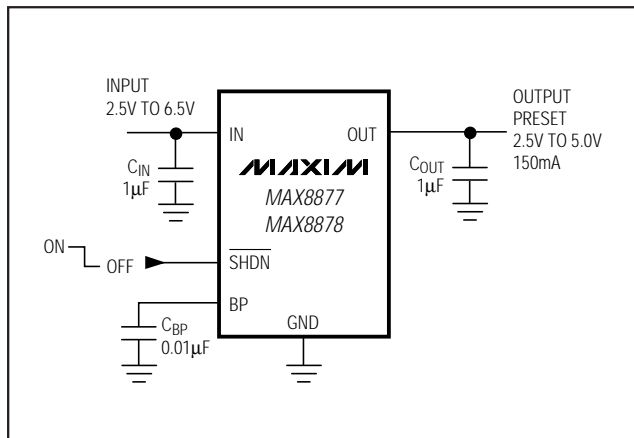 INPUT
2.5V TO 6.5V
OUTPUT
PRESET
2.5V TO 5.0V
150mA
IN
OUT
CIN
1µF
COUT
1µF
MAXIM
MAX8877
MAX8878
ON
OFF
SHDN
BP
CBP
0.01µF
GND